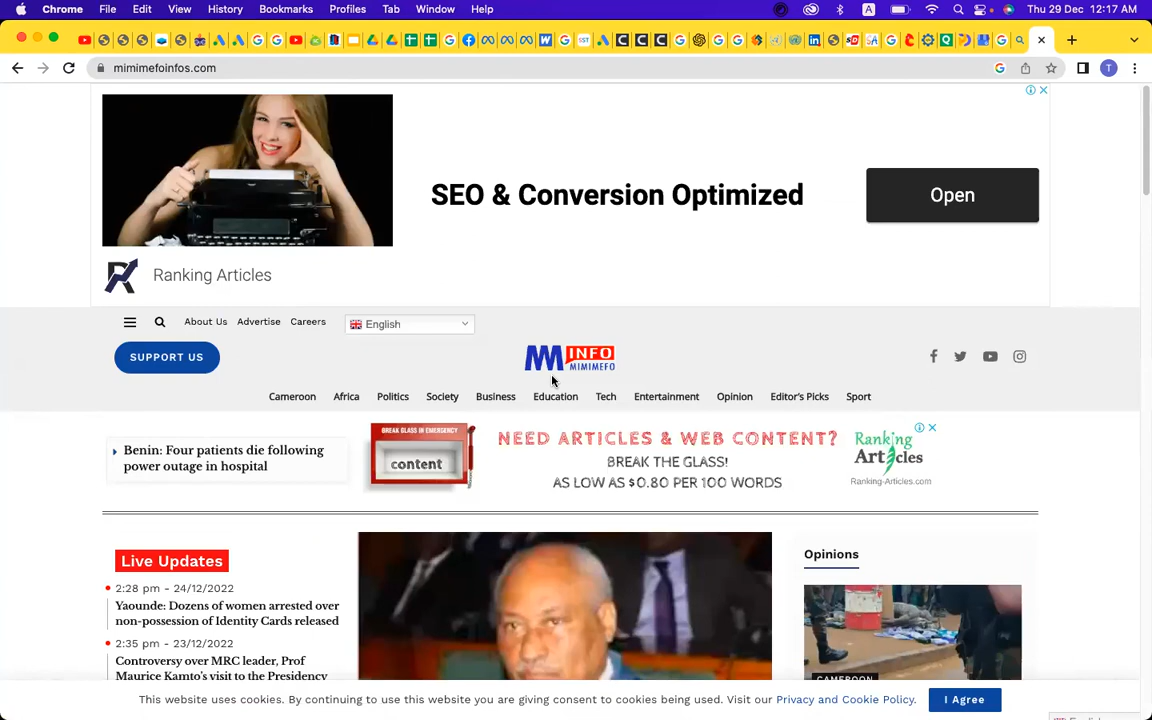 Chrome File Edit View History Bookmarks Profiles Tab Window Help
A
Thu 29 Dec 12:17 AM
mimimefoinfos.com
T
SEO & Conversion Optimized
Open
Ranking Articles
About Us Advertise Careers
English
SUPPORT US
MM INFO
MIMIMEFO
Cameroon Africa Politics Society Business Education Tech Entertainment Opinion Editor's Picks Sport
Benin: Four patients die following
power outage in hospital
BREAK GLASS IN EMERGENCY
content
NEED ARTICLES & WEB CONTENT?
BREAK THE GLASS!
AS LOW AS $0.80 PER 100 WORDS
Ranking
Articles
Ranking-Articles.com
Live Updates
2:28 pm - 24/12/2022
Yaounde: Dozens of women arrested over
non-possession of Identity Cards released
2:35 pm - 23/12/2022
Controversy over MRC leader, Prof
Maurice Kamto's visit to the Presidency
Opinions
CAMEROON
This website uses cookies. By continuing to use this website you are giving consent to cookies being used. Visit our Privacy and Cookie Policy.
I Agree